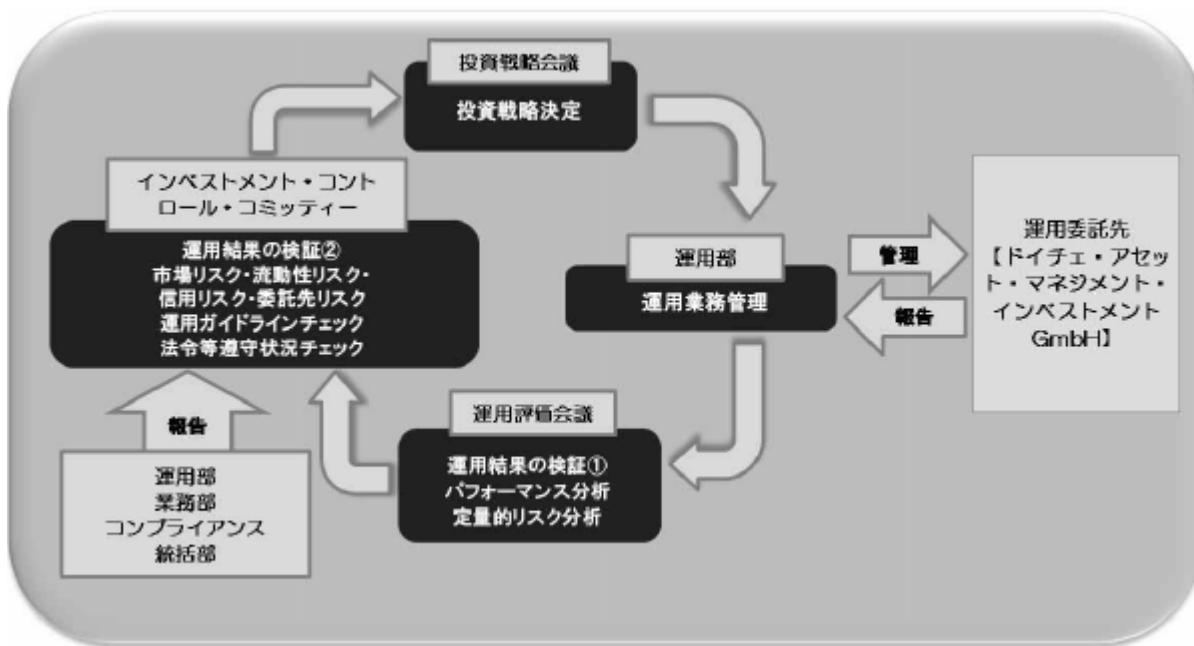 投資戦略会議
投資戦略決定
インベストメント・コント
ロール・コミッティー
運用結果の検証②
市場リスク・流動性リスク・
信用リスク・委託先リスク
運用ガイドラインチェック
法令等遵守状況チェック
運用部
運用業務管理
管理
報告
運用委託先
【ドイチェ・アセッ
ト・マネジメント・
インベストメント
GmbH】
運用評価会議
運用結果の検証①
パフォーマンス分析
定量的リスク分析
報告
運用部
業務部
コンプライアンス
統括部